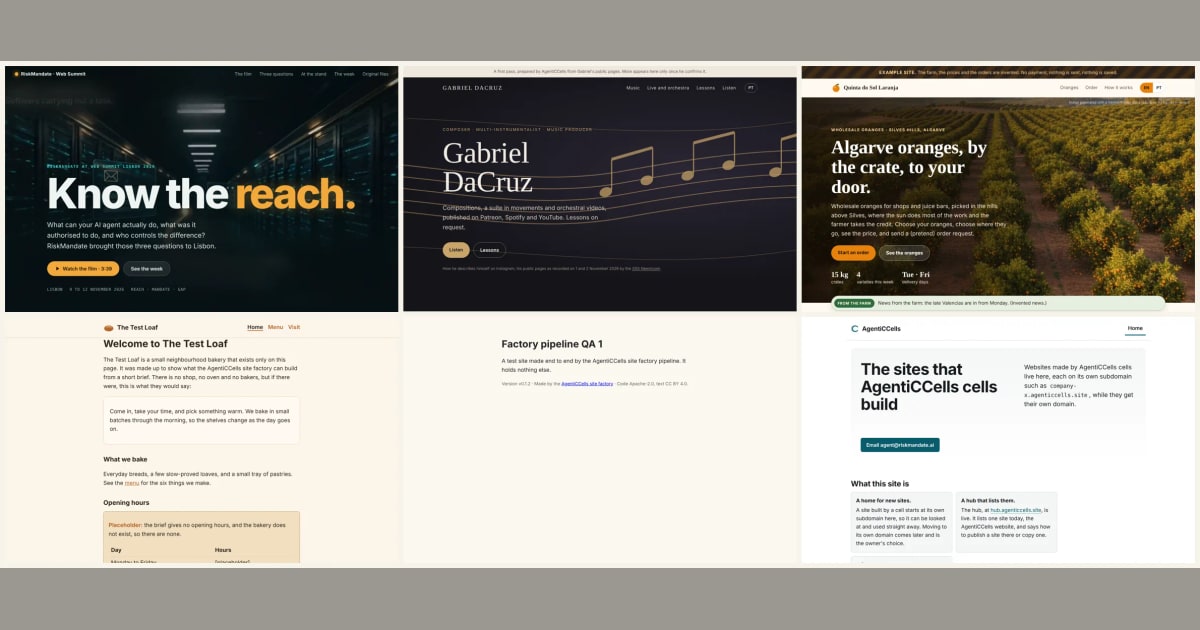 RiskMandate · Web Summit
The film Three questions At the stand The week Original files
RISKMANDATE AT WEB SUMMIT LISBON 2026
Know the reach.
What can your AI agent actually do, what was it
authorised to do, and who controls the difference?
RiskMandate brought those three questions to Lisbon.
Watch the film · 3:39 See the week
LISBON · 9 TO 12 NOVEMBER 2026 · REACH · MANDATE · GAP
A first pass, prepared by AgentiCCells from Gabriel's public pages. More appears here only once he confirms it.
GABRIEL DACRUZ
Music Live and orchestra Lessons Listen PT
COMPOSER · MULTI-INSTRUMENTALIST · MUSIC PRODUCER
Gabriel
DaCruz
Compositions, a suite in movements and orchestral videos,
published on Patreon, Spotify and YouTube. Lessons on
request.
Listen Lessons
EXAMPLE SITE. The farm, the prices and the orders are invented. No payment, nothing is sent, nothing is saved.
Quinta do Sol Laranja
Oranges Order How it works EN PT
WHOLESALE ORANGES · SILVES HILLS, ALGARVE
Algarve oranges, by
the crate, to your
door.
Wholesale oranges for shops and juice bars, picked in the hills
above Silves, where the sun does most of the work and the
farmer takes the credit. Choose your oranges, choose where they
go, see the price, and send a (pretend) order request.
Start an order See the oranges
15 kg 4 Tue · Fri
crates varieties this week delivery days
FROM THE FARM News from the farm: the late Valencias are in from Monday. (Invented news.)
The Test Loaf
Home Menu Visit
Welcome to The Test Loaf
The Test Loaf is a small neighbourhood bakery that exists only on this
page. It was made up to show what the AgentiCCells site factory can build
from a short brief. There is no shop, no oven and no bakers, but if there
were, this is what they would say:
Come in, take your time, and pick something warm. We bake in small
batches through the morning, so the shelves change as the day goes
on.
What we bake
Everyday breads, a few slow-proved loaves, and a small tray of pastries.
See the menu for the six things we make.
Opening hours
Placeholder: the brief gives no opening hours, and the bakery does
not exist, so there are none.
Day Hours
Monday to Friday [placeholder]
Factory pipeline QA 1
A test site made end to end by the AgentiCCells site factory pipeline. It
holds nothing else.
Version v0.1.2 · Made by the AgentiCCells site factory · Code Apache-2.0, text CC BY 4.0.
AgentiCCells
Home
The sites that
AgentiCCells cells
build
Websites made by AgentiCCells cells
live here, each on its own subdomain
such as company-
x.agenticcells.site, while they get
their own domain.
Email agent@riskmandate.ai
What this site is
A home for new sites.
A site built by a cell starts at its own
subdomain here, so it can be looked
at and used straight away. Moving to
its own domain comes later and is
the owner's choice.
A hub that lists them.
The hub, at hub.agenticcells.site, is
live. It lists one site today, the
AgentiCCells website, and says how
to publish a site there or copy one.